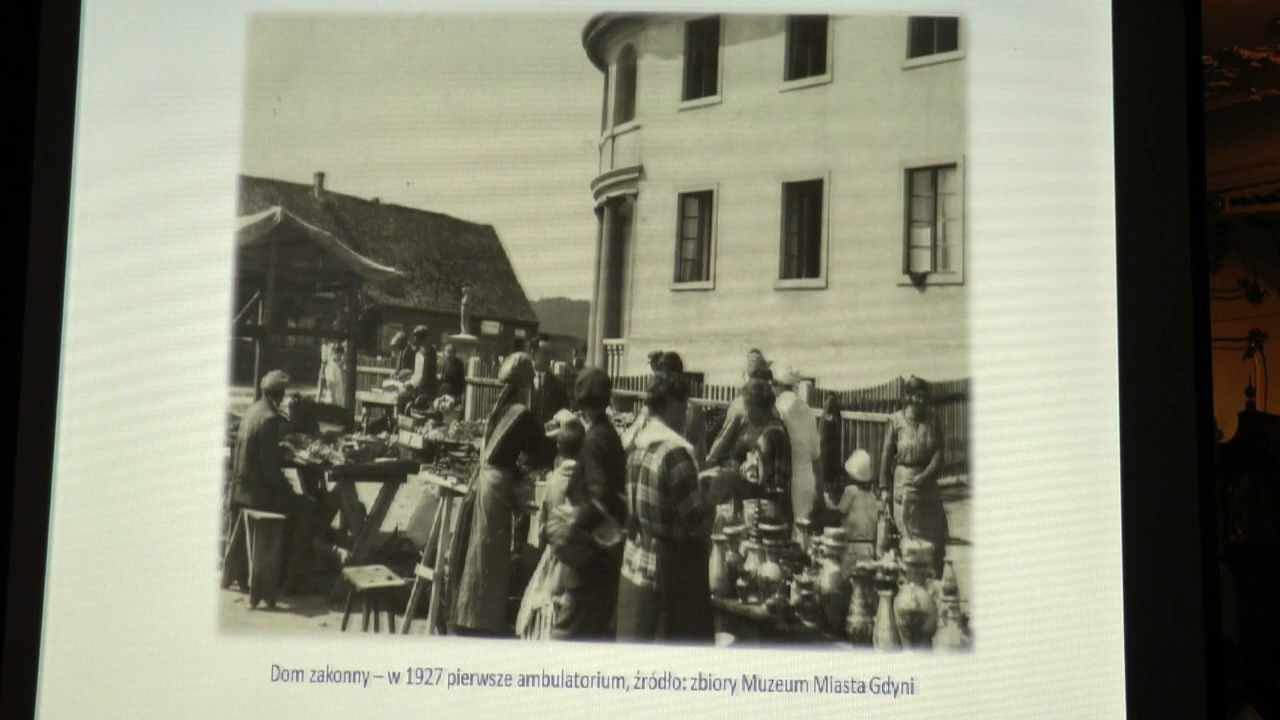 Dom zakonny – w 1927 pierwsze ambulatorium, źródło: zbiory Muzeum Miasta Gdyni